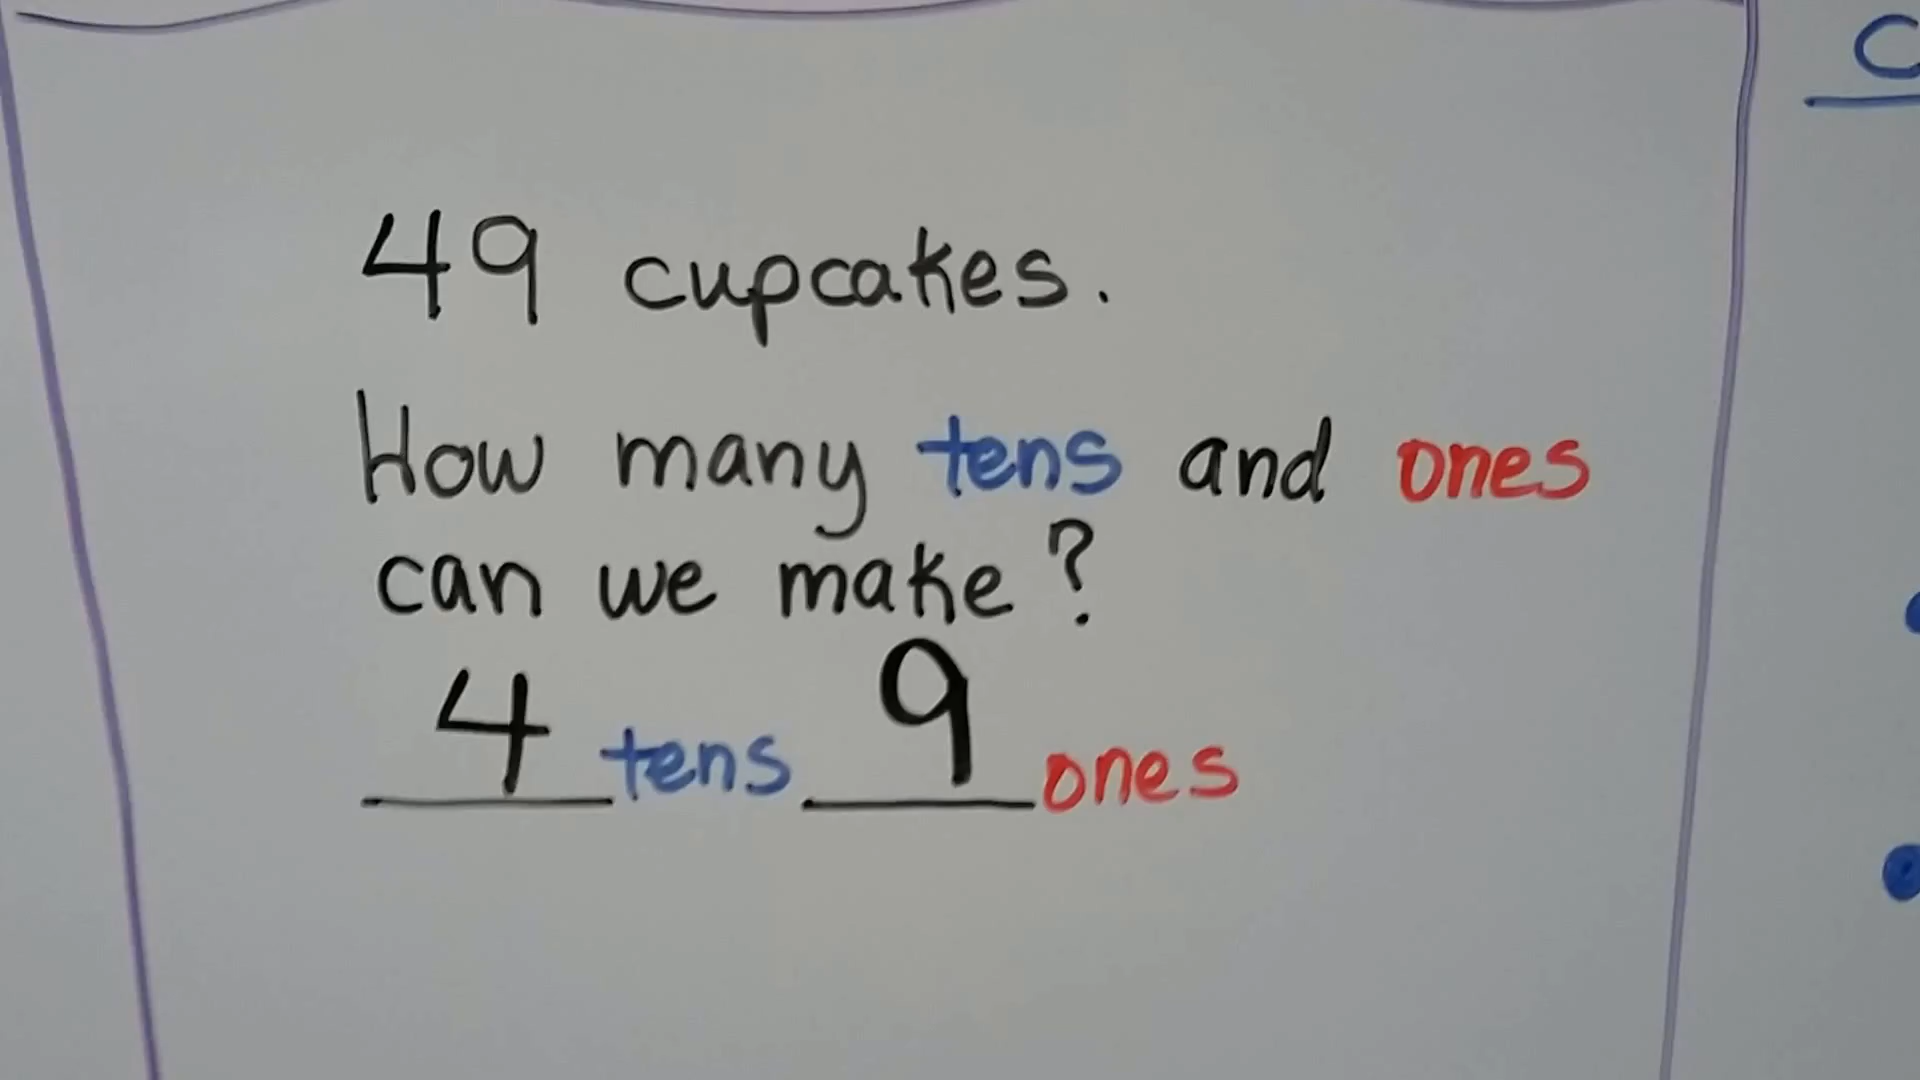 49 cupcakes.
How many tens and ones
can we make?
4 tens 9 ones